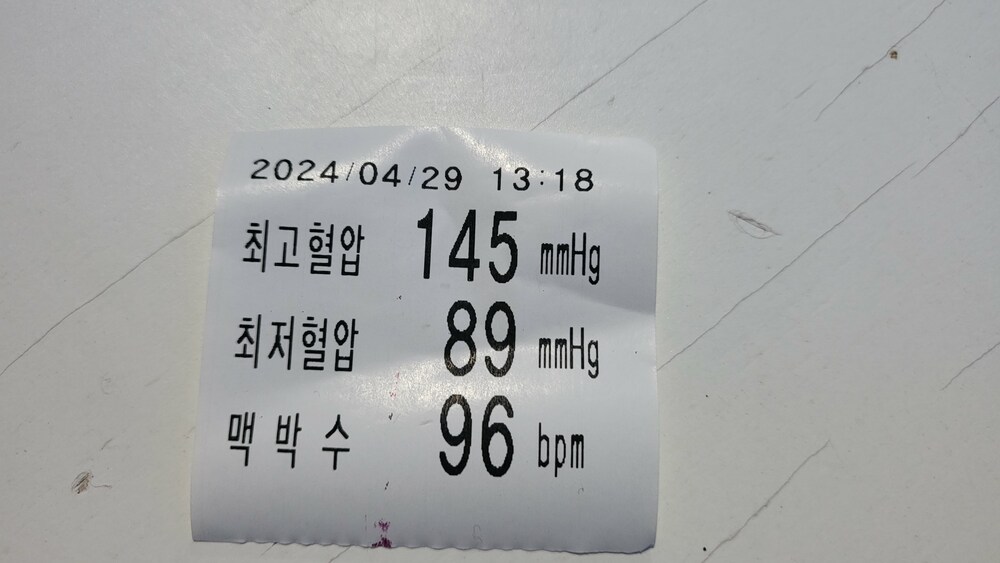 2024/04/29 13:18
최고혈압 145 mmHg
최저혈압 89 mmHg
맥박수 96 bpm